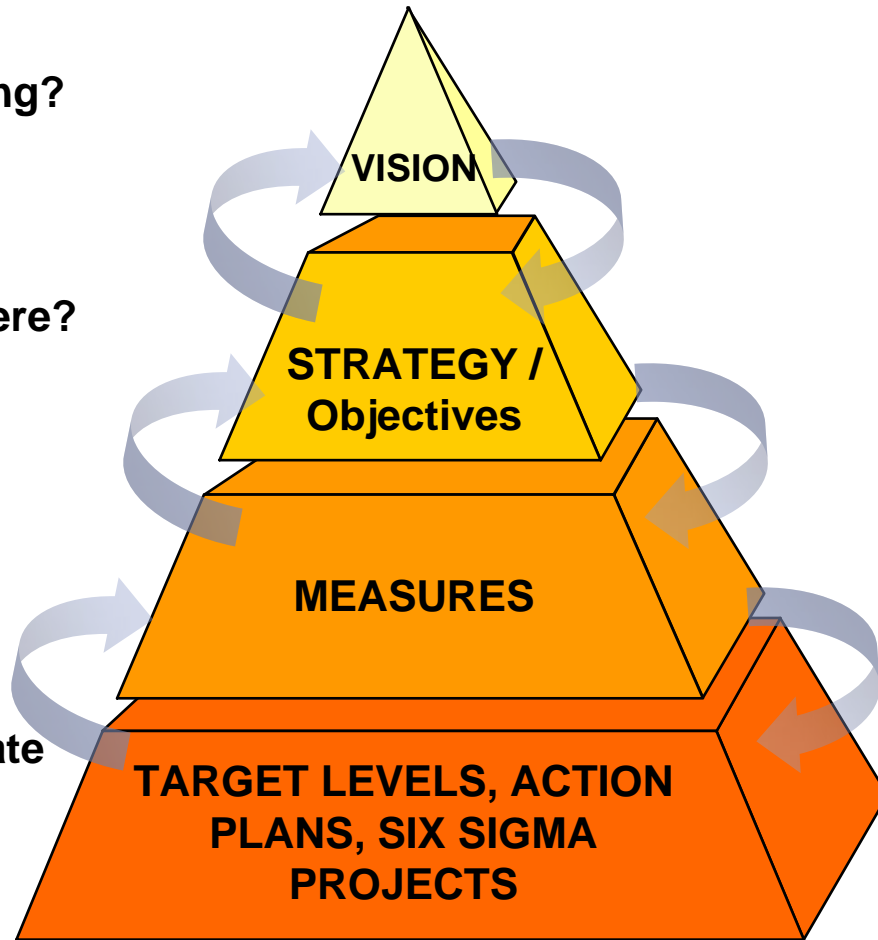 ng?
VISION
ere?
STRATEGY /
Objectives
MEASURES
ate
TARGET LEVELS, ACTION
PLANS, SIX SIGMA
PROJECTS